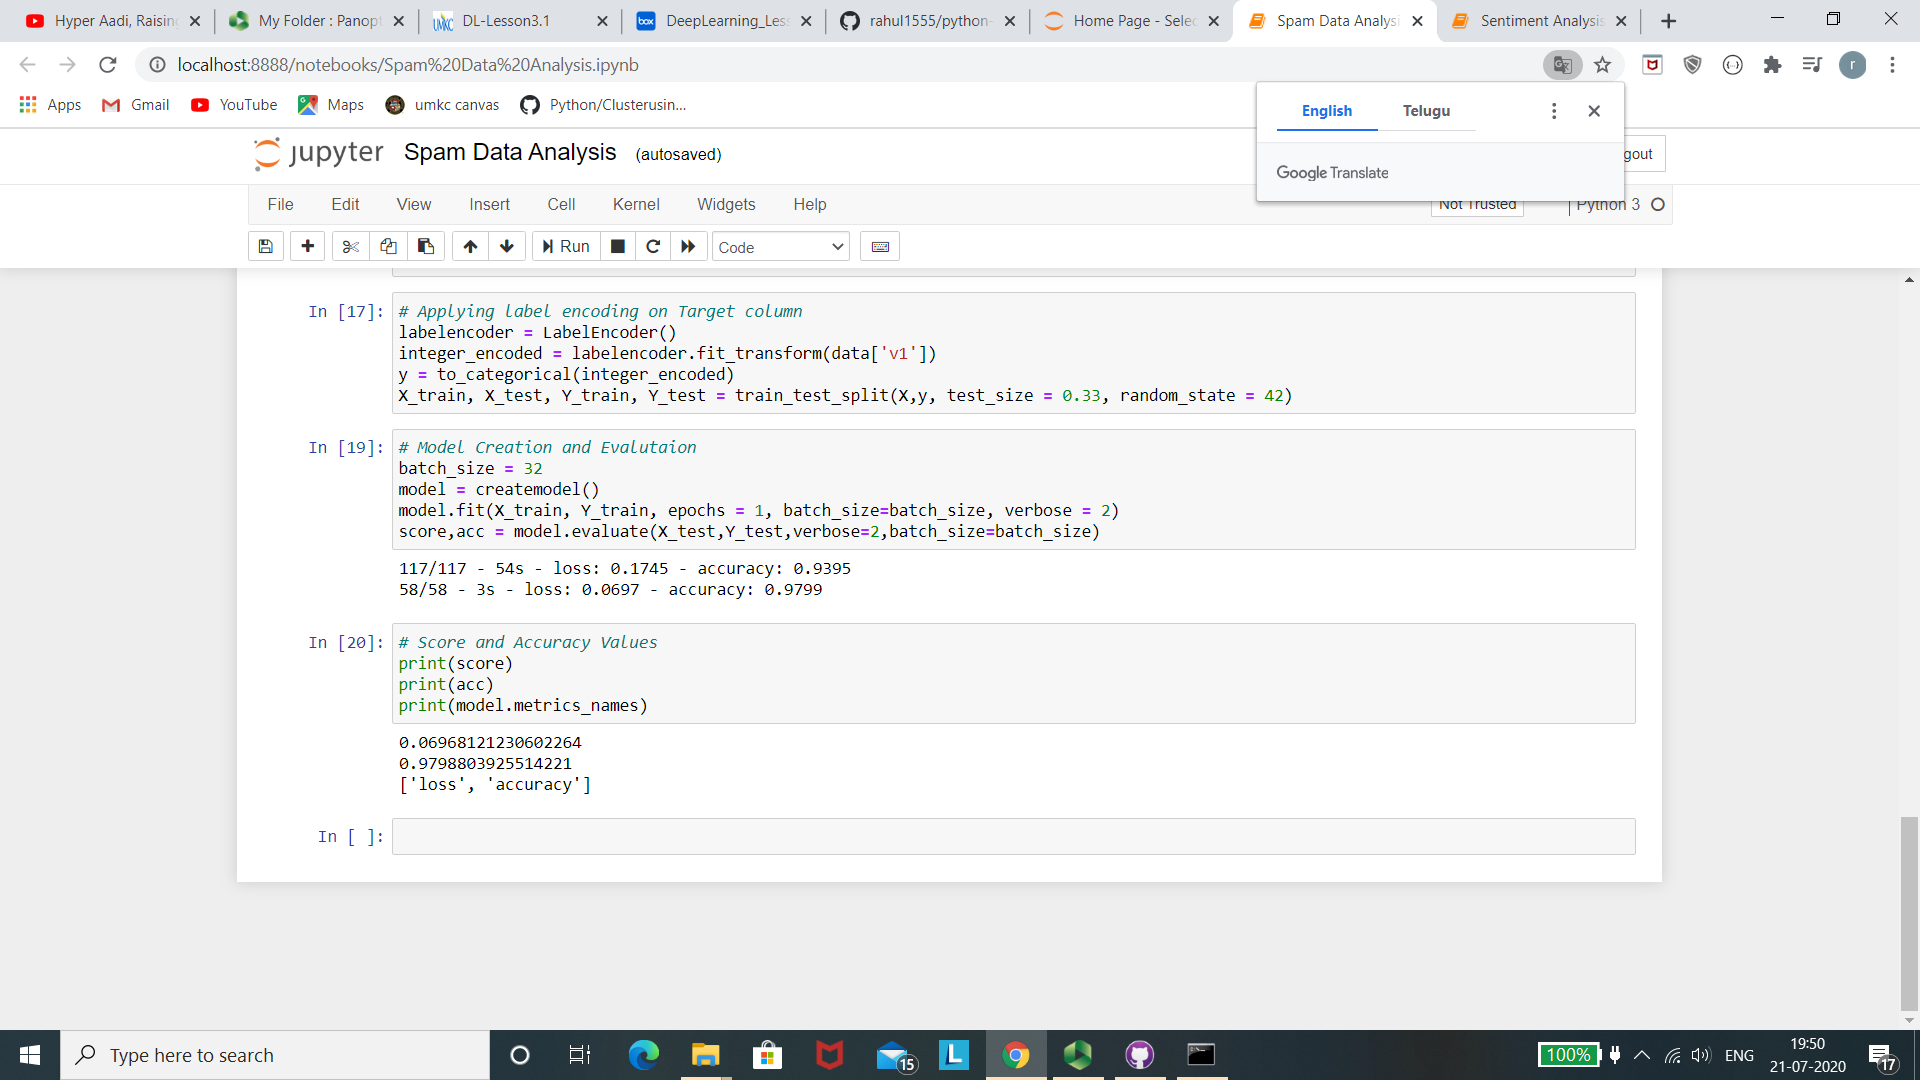 Hyper Aadi, Raising
My Folder : Panopt
DL-Lesson3.1
DeepLearning_Less
rahul1555/python-
Home Page - Selec
Spam Data Analysi
Sentiment Analysis
localhost:8888/notebooks/Spam%20Data%20Analysis.ipynb
Apps
Gmail
YouTube
Maps
umkc canvas
Python/Clusterusin...
English
Telugu
Google Translate
jupyter
Spam Data Analysis
(autosaved)
gout
File Edit View Insert Cell Kernel Widgets Help
Not Trusted
Python 3
Run
Code
In [17]:
# Applying label encoding on Target column
labelencoder = LabelEncoder()
integer_encoded = labelencoder.fit_transform(data['v1'])
y = to_categorical(integer_encoded)
X_train, X_test, Y_train, Y_test = train_test_split(X,y, test_size = 0.33, random_state = 42)
In [19]:
# Model Creation and Evalutaion
batch_size = 32
model = createmodel()
model.fit(X_train, Y_train, epochs = 1, batch_size=batch_size, verbose = 2)
score,acc = model.evaluate(X_test,Y_test,verbose=2,batch_size=batch_size)
117/117 - 54s - loss: 0.1745 - accuracy: 0.9395
58/58 - 3s - loss: 0.0697 - accuracy: 0.9799
In [20]:
# Score and Accuracy Values
print(score)
print(acc)
print(model.metrics_names)
0.06968121230602264
0.9798803925514221
['loss', 'accuracy']
In [ ]:
Type here to search
15
L
100%
ENG
19:50
21-07-2020
17